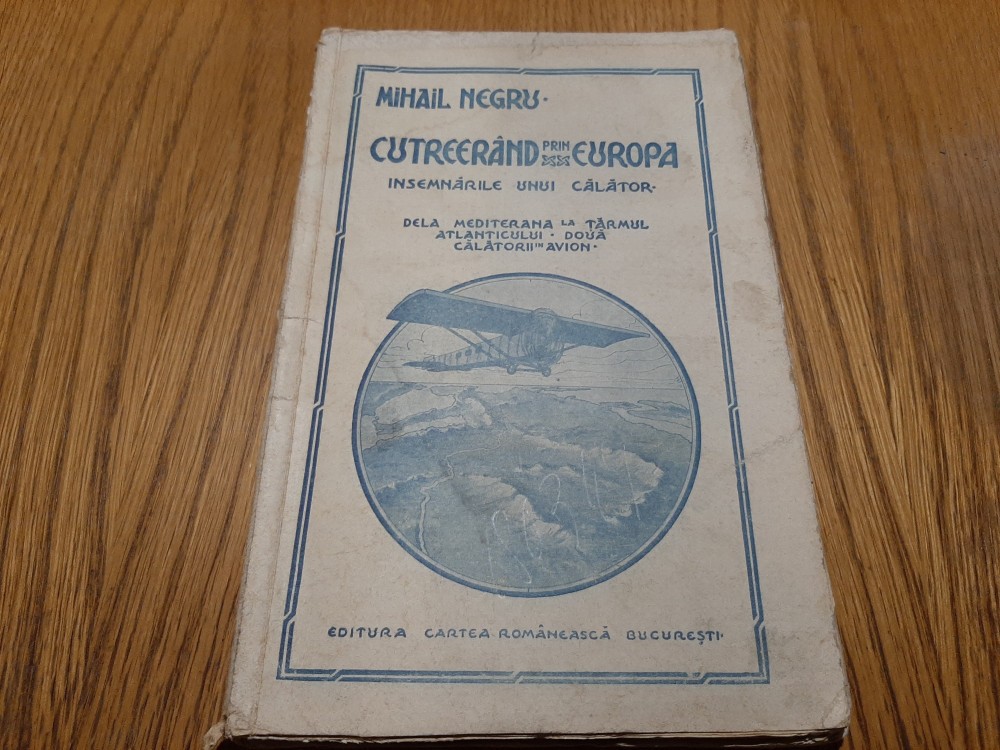 MIHAIL NEGRU·
CUTREERÂND PRIN EUROPA
INSEMNĂRILE UNUI CĂLĂTOR·
DELA MEDITERANA LA ȚĂRMUL
ATLANTICULUI · DOUĂ
CĂLĂTORII IN AVION·
EDITURA CARTEA ROMÂNEASCĂ BUCUREȘTI·